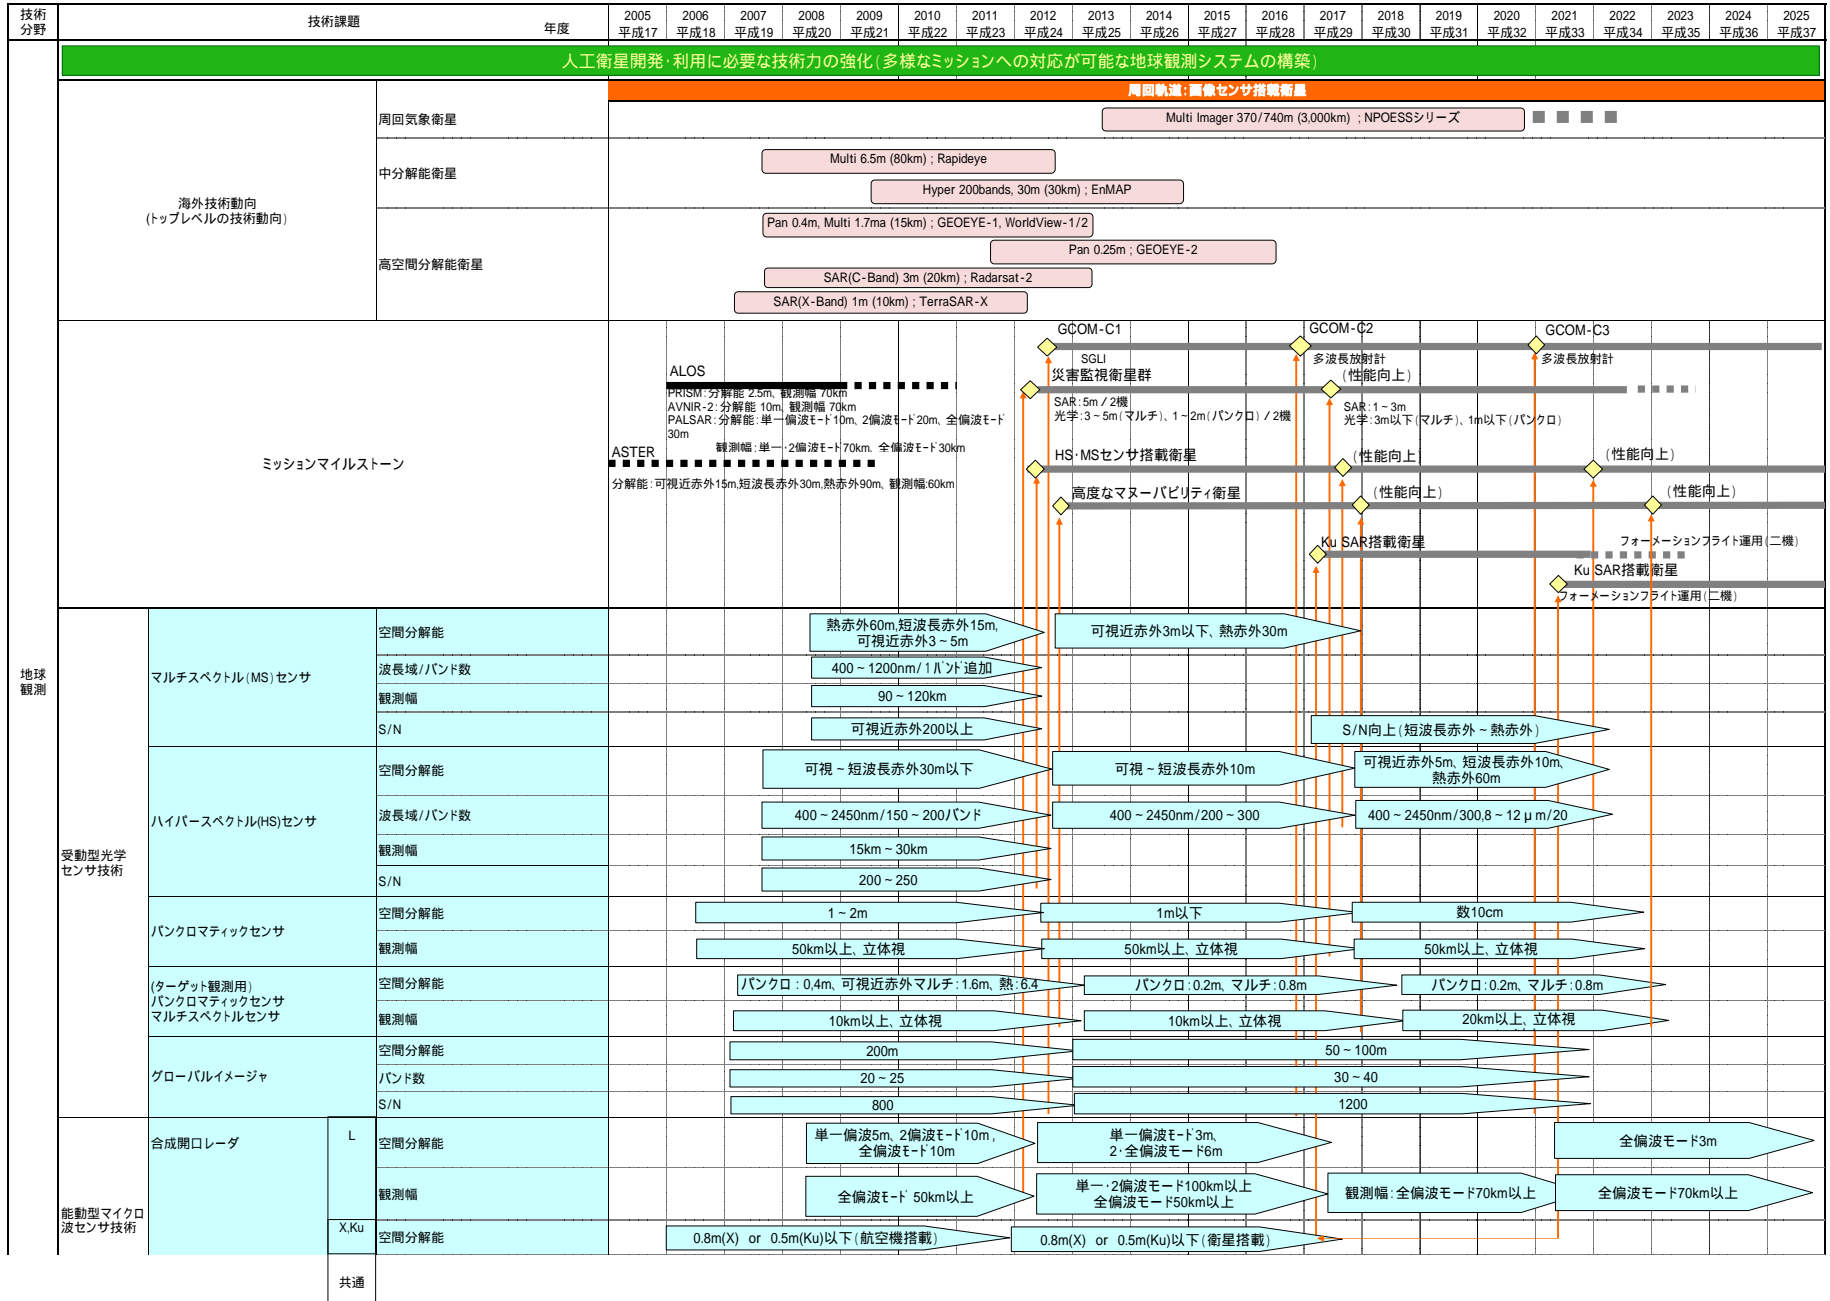 技術
分野
技術課題
年度
2005 2006 2007 2008 2009 2010 2011 2012 2013 2014 2015 2016 2017 2018 2019 2020 2021 2022 2023 2024 2025
平成17 平成18 平成19 平成20 平成21 平成22 平成23 平成24 平成25 平成26 平成27 平成28 平成29 平成30 平成31 平成32 平成33 平成34 平成35 平成36 平成37
人工衛星開発・利用に必要な技術力の強化(多様なミッションへの対応が可能な地球観測システムの構築)
周回軌道:画像センサ搭載衛星
地球
観測
海外技術動向
(トップレベルの技術動向)
周回気象衛星
Multi Imager 370/740m (3,000km) ; NPOESSシリーズ
中分解能衛星
Multi 6.5m (80km) ; Rapideye
Hyper 200bands, 30m (30km) ; EnMAP
高空間分解能衛星
Pan 0.4m, Multi 1.7ma (15km) ; GEOEYE-1, WorldView-1/2
Pan 0.25m ; GEOEYE-2
SAR(C-Band) 3m (20km) ; Radarsat-2
SAR(X-Band) 1m (10km) ; TerraSAR-X
ミッションマイルストーン
GCOM-C1
GCOM-C2
GCOM-C3
SGLI
多波長放射計
多波長放射計
ALOS
PRISM:分解能 2.5m、観測幅 70km
AVNIR-2:分解能 10m、観測幅 70km
PALSAR:分解能:単一偏波モード10m、2偏波モード20m、全偏波モード
30m
観測幅:単一・2偏波モード70km、全偏波モード30km
災害監視衛星群
(性能向上)
SAR:5m / 2機
光学:3~5m(マルチ)、1~2m(パンクロ) / 2機
SAR:1~3m
光学:3m以下(マルチ)、1m以下(パンクロ)
ASTER
分解能:可視近赤外15m,短波長赤外30m,熱赤外90m、観測幅:60km
HS・MSセンサ搭載衛星
(性能向上)
(性能向上)
高度なマヌーバビリティ衛星
(性能向上)
(性能向上)
Ku SAR搭載衛星
フォーメーションフライト運用(二機)
Ku SAR搭載衛星
フォーメーションフライト運用(二機)
受動型光学
センサ技術
マルチスペクトル(MS)センサ
空間分解能
熱赤外60m,短波長赤外15m,
可視近赤外3~5m
可視近赤外3m以下、熱赤外30m
波長域/バンド数
400~1200nm/1バンド追加
観測幅
90~120km
S/N
可視近赤外200以上
S/N向上(短波長赤外~熱赤外)
ハイパースペクトル(HS)センサ
空間分解能
可視~短波長赤外30m以下
可視~短波長赤外10m
可視近赤外5m、短波長赤外10m、
熱赤外60m
波長域/バンド数
400~2450nm/150~200バンド
400~2450nm/200~300
400~2450nm/300,8~12μm/20
観測幅
15km~30km
S/N
200~250
パンクロマティックセンサ
空間分解能
1~2m
1m以下
数10cm
観測幅
50km以上、立体視
50km以上、立体視
50km以上、立体視
(ターゲット観測用)
パンクロマティックセンサ
マルチスペクトルセンサ
空間分解能
パンクロ:0,4m、可視近赤外マルチ:1.6m、熱:6.4
パンクロ:0.2m、マルチ:0.8m
パンクロ:0.2m、マルチ:0.8m
観測幅
10km以上、立体視
10km以上、立体視
20km以上、立体視
グローバルイメージャ
空間分解能
200m
50~100m
バンド数
20~25
30~40
S/N
800
1200
能動型マイクロ
波センサ技術
合成開口レーダ
L
空間分解能
単一偏波5m、2偏波モード10m,
全偏波モード10m
単一偏波モード3m、
2・全偏波モード6m
全偏波モード3m
観測幅
全偏波モード 50km以上
単一・2偏波モード100km以上
全偏波モード50km以上
観測幅:全偏波モード70km以上
全偏波モード70km以上
X,Ku
空間分解能
0.8m(X) or 0.5m(Ku)以下(航空機搭載)
0.8m(X) or 0.5m(Ku)以下(衛星搭載)
共通